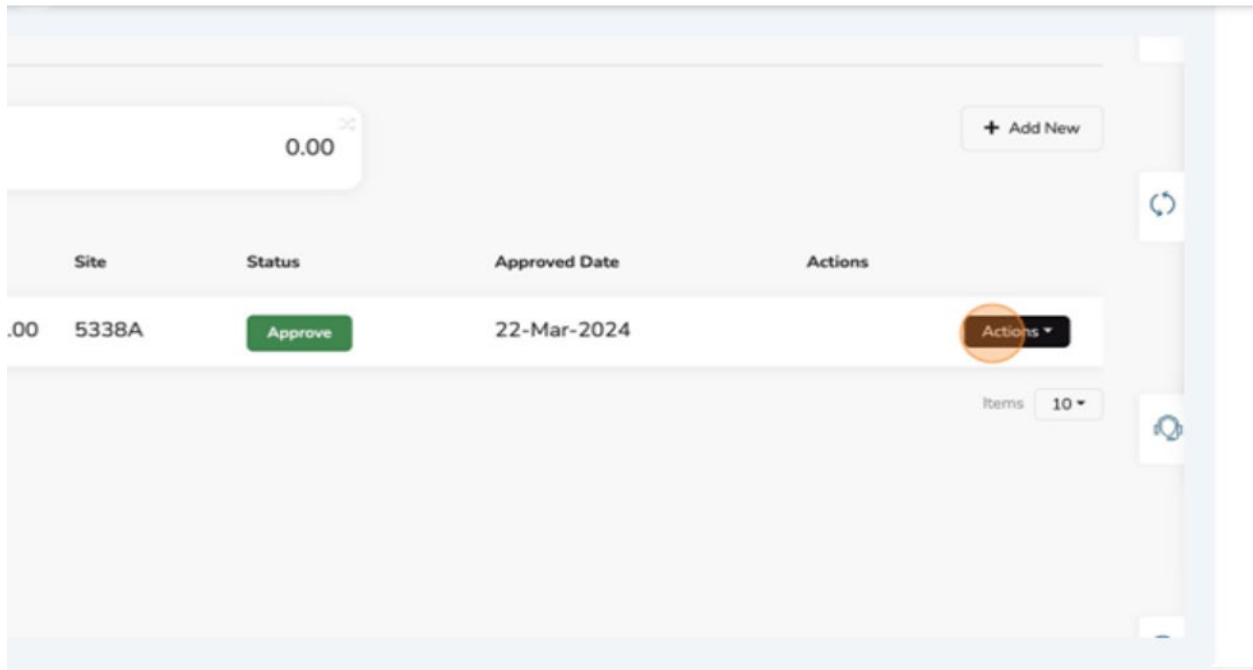 0.00
+ Add New
Site Status Approved Date Actions
.00 5338A Approve 22-Mar-2024 Actions
Items 10